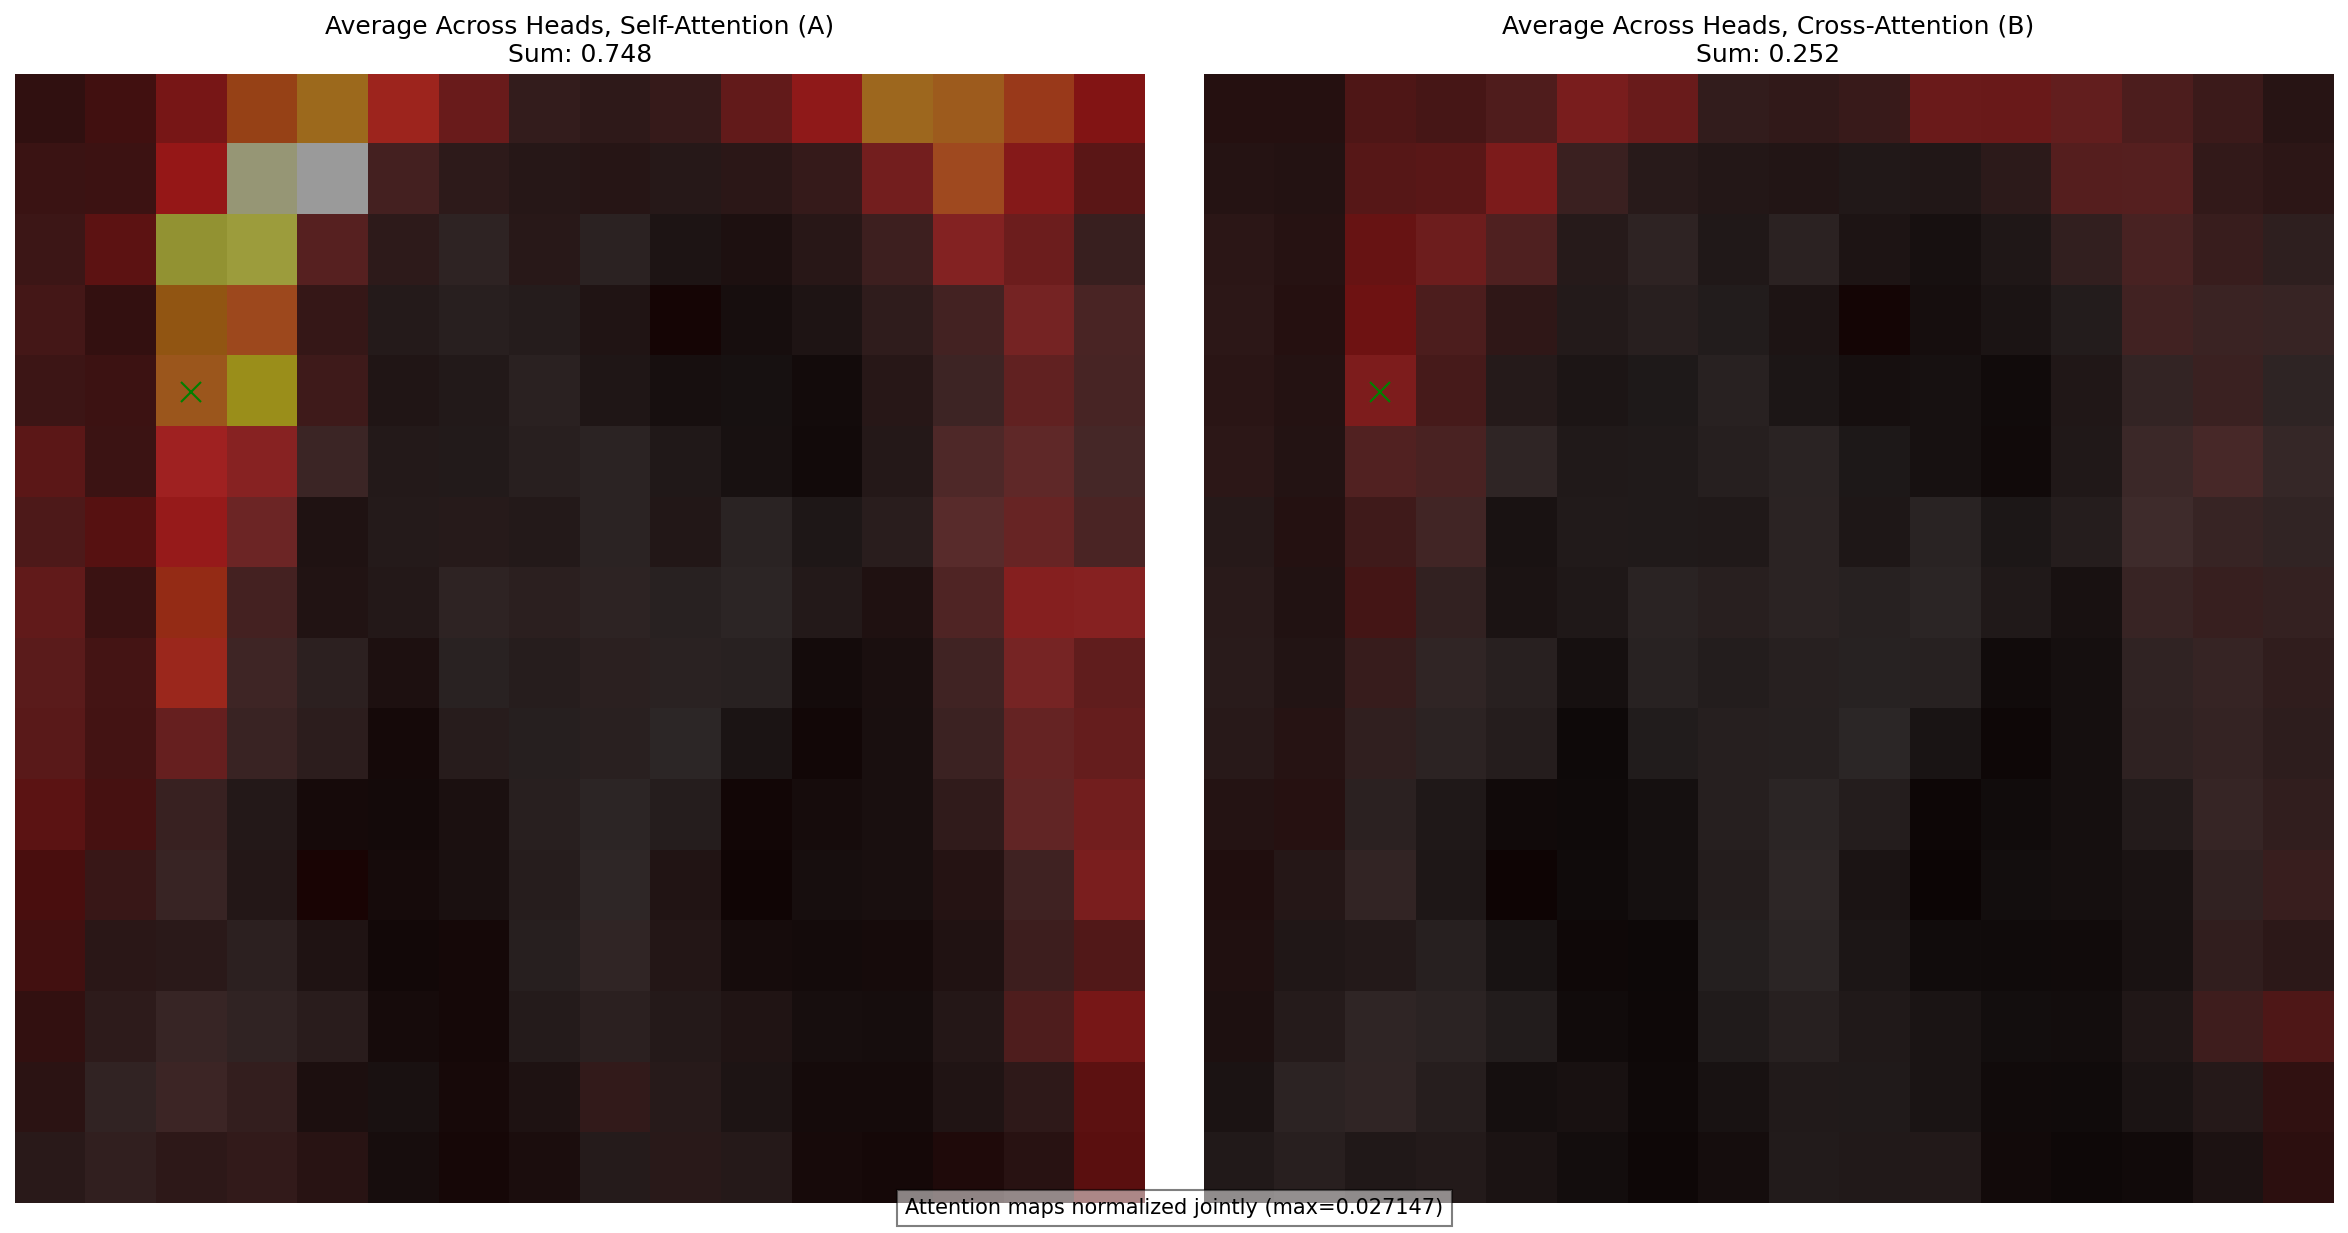 Average Across Heads, Self-Attention (A)
Sum: 0.748
Average Across Heads, Cross-Attention (B)
Sum: 0.252
Attention maps normalized jointly (max=0.027147)